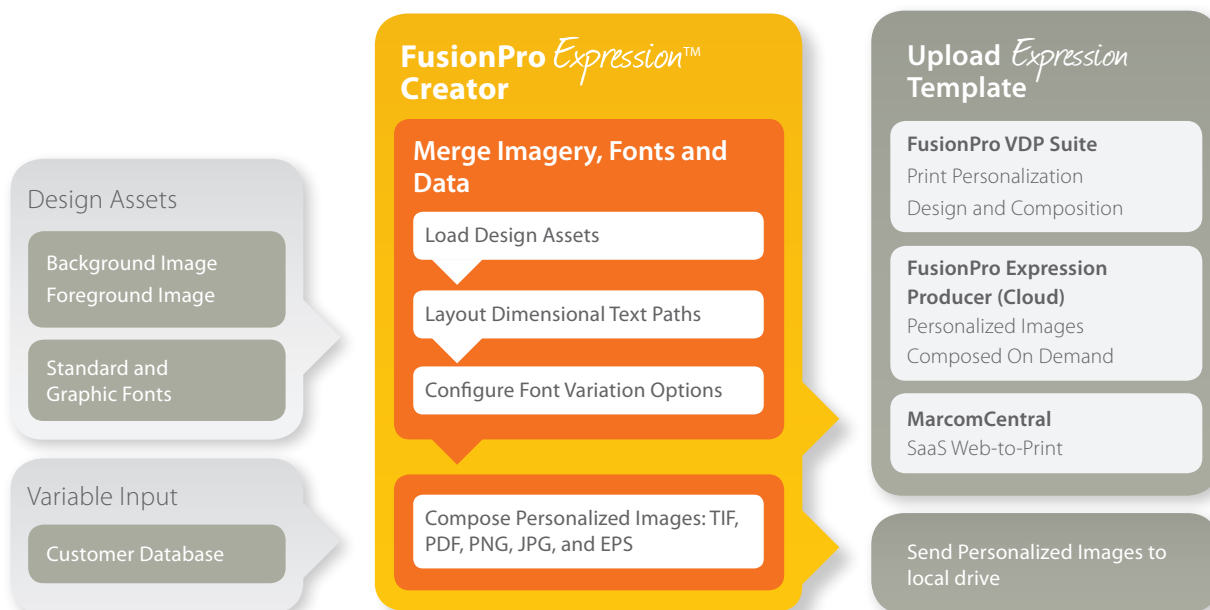 Design Assets
Background Image
Foreground Image
Standard and
Graphic Fonts
Variable Input
Customer Database
FusionPro Expression™
Creator
Merge Imagery, Fonts and
Data
Load Design Assets
Layout Dimensional Text Paths
Configure Font Variation Options
Compose Personalized Images: TIF,
PDF, PNG, JPG, and EPS
Upload Expression
Template
FusionPro VDP Suite
Print Personalization
Design and Composition
FusionPro Expression
Producer (Cloud)
Personalized Images
Composed On Demand
MarcomCentral
SaaS Web-to-Print
Send Personalized Images to
local drive